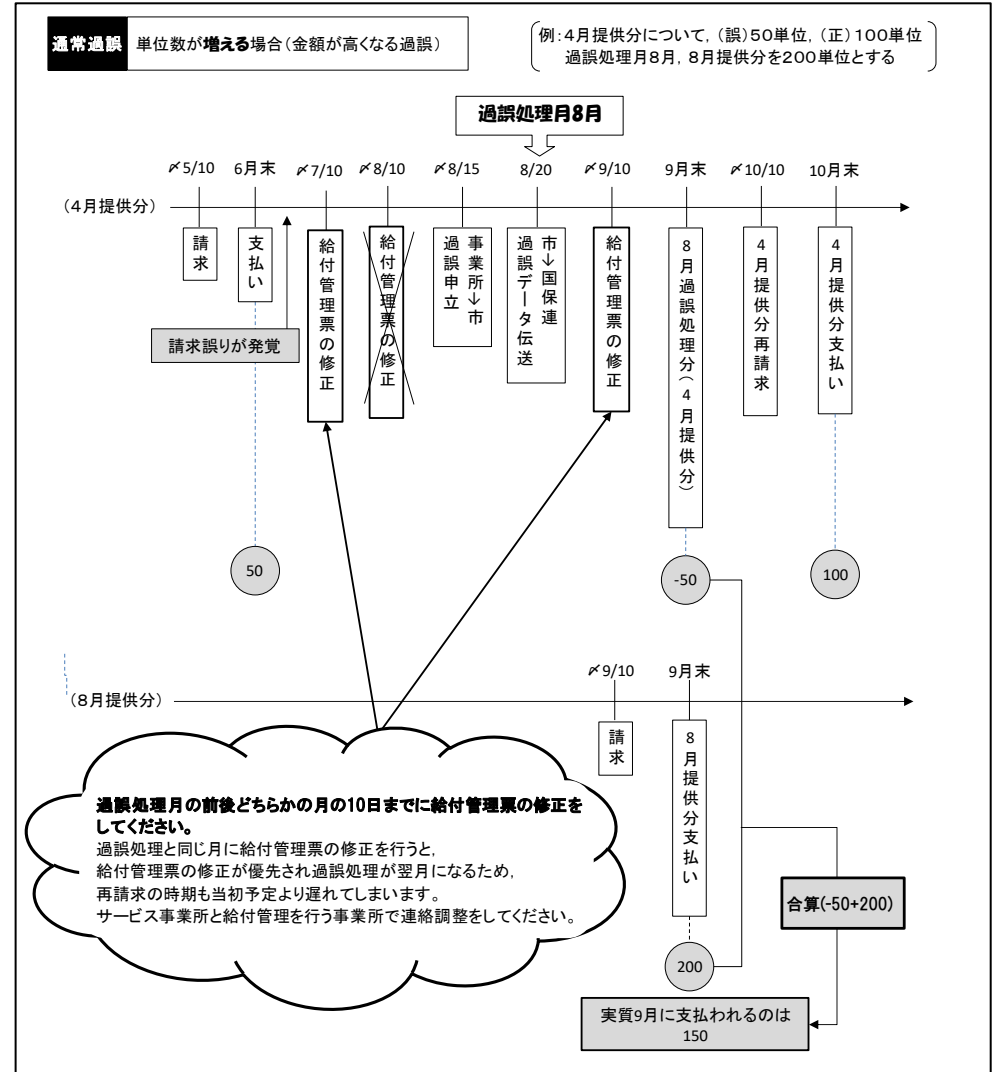 通常過誤 単位数が増える場合(金額が高くなる過誤)
例:4月提供分について,(誤)50単位,(正)100単位
過誤処理月8月, 8月提供分を200単位とする
過誤処理月8月
〆5/10 6月末 〆7/10 〆8/10 〆8/15 8/20 〆9/10 9月末 〆10/10 10月末
(4月提供分)
請求
支払い
給付管理票の修正
給付管理票の修正
事業所→市
過誤申立
市→国保連
過誤データ伝送
給付管理票の修正
8月過誤処理分(4月提供分)
4月提供分再請求
4月提供分支払い
請求誤りが発覚
50
-50
100
〆9/10 9月末
(8月提供分)
請求
8月提供分支払い
過誤処理月の前後どちらかの月の10日までに給付管理票の修正を
してください。
過誤処理と同じ月に給付管理票の修正を行うと,
給付管理票の修正が優先され過誤処理が翌月になるため,
再請求の時期も当初予定より遅れてしまいます。
サービス事業所と給付管理を行う事業所で連絡調整をしてください。
合算(-50+200)
200
実質9月に支払われるのは
150